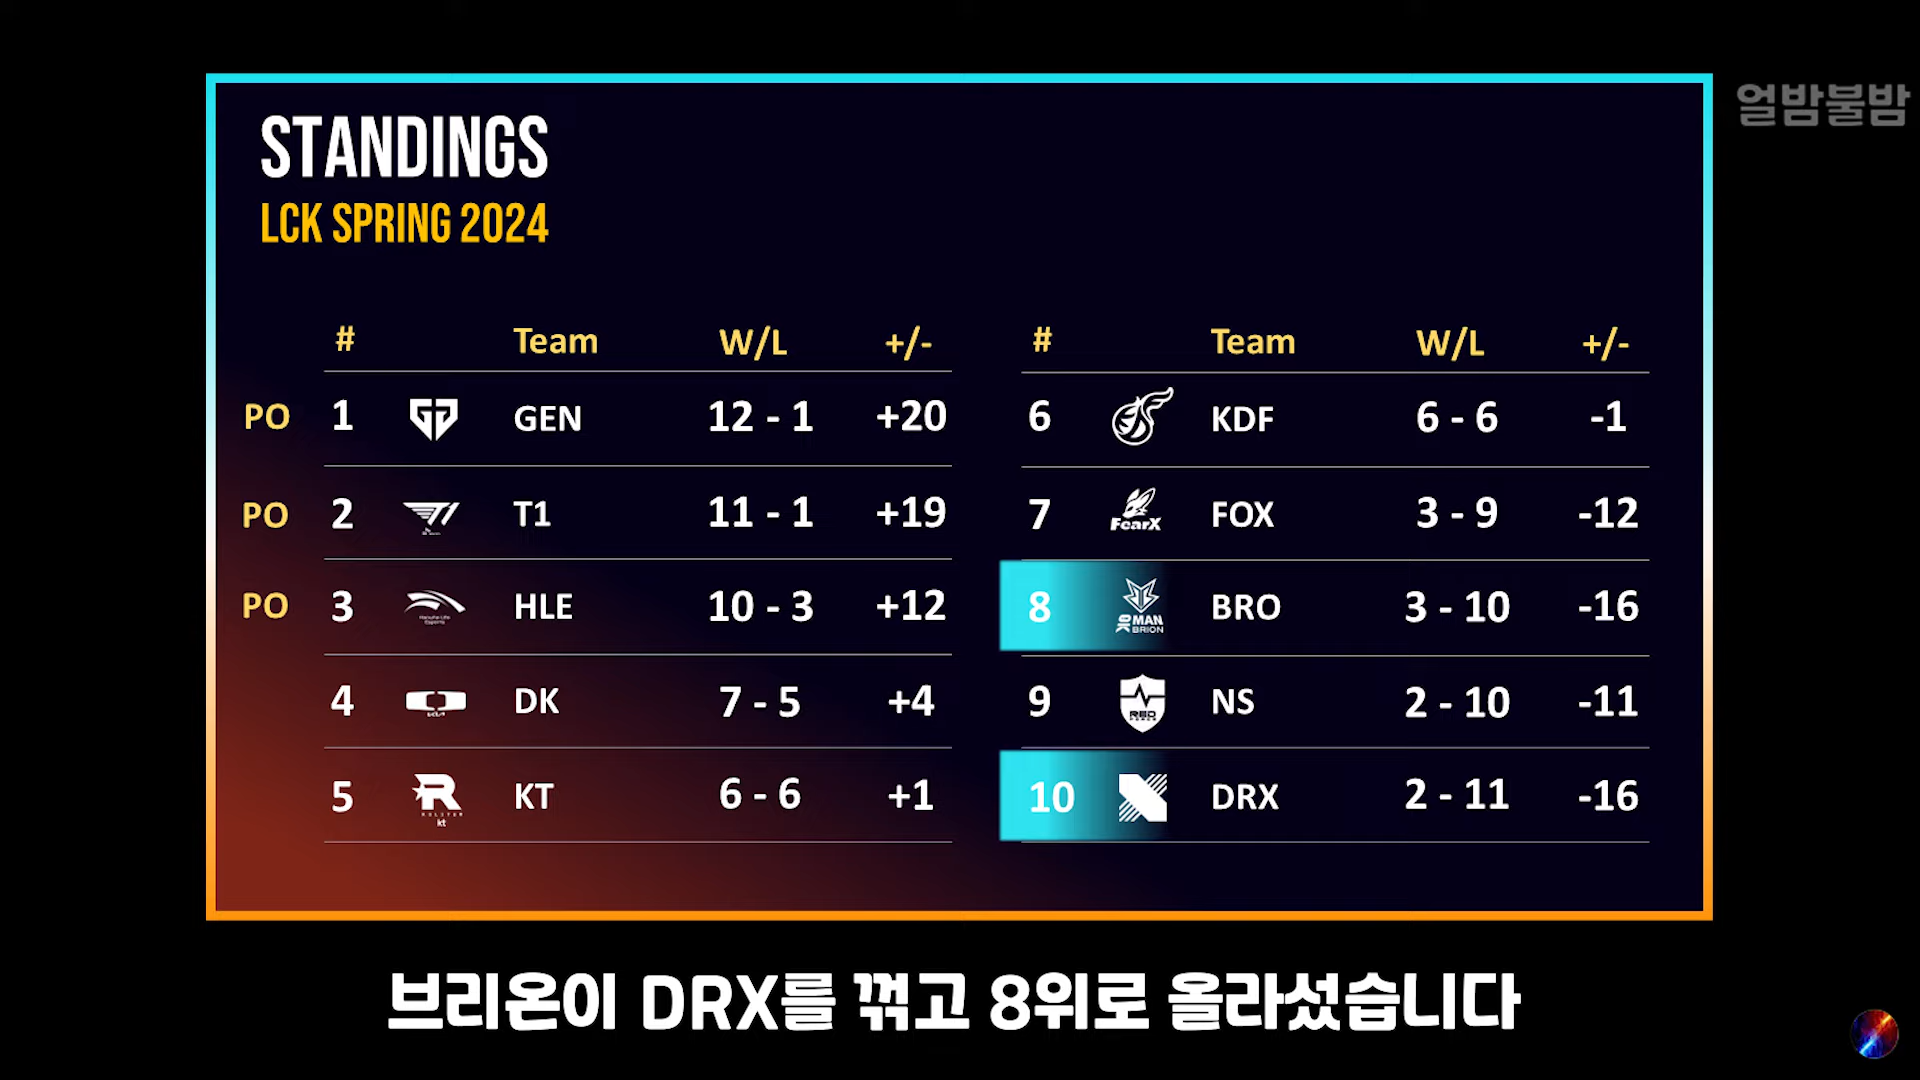 얼밤불밤
STANDINGS
LCK SPRING 2024
# Team W/L +/-
PO 1 GEN 12 - 1 +20
PO 2 T1 11 - 1 +19
PO 3 HLE 10 - 3 +12
4 DK 7 - 5 +4
5 KT 6 - 6 +1
# Team W/L +/-
6 KDF 6 - 6 -1
7 FearX FOX 3 - 9 -12
8 OK MAN BRION BRO 3 - 10 -16
9 RED FORCE NS 2 - 10 -11
10 DRX 2 - 11 -16
브리온이 DRX를 꺾고 8위로 올라섰습니다